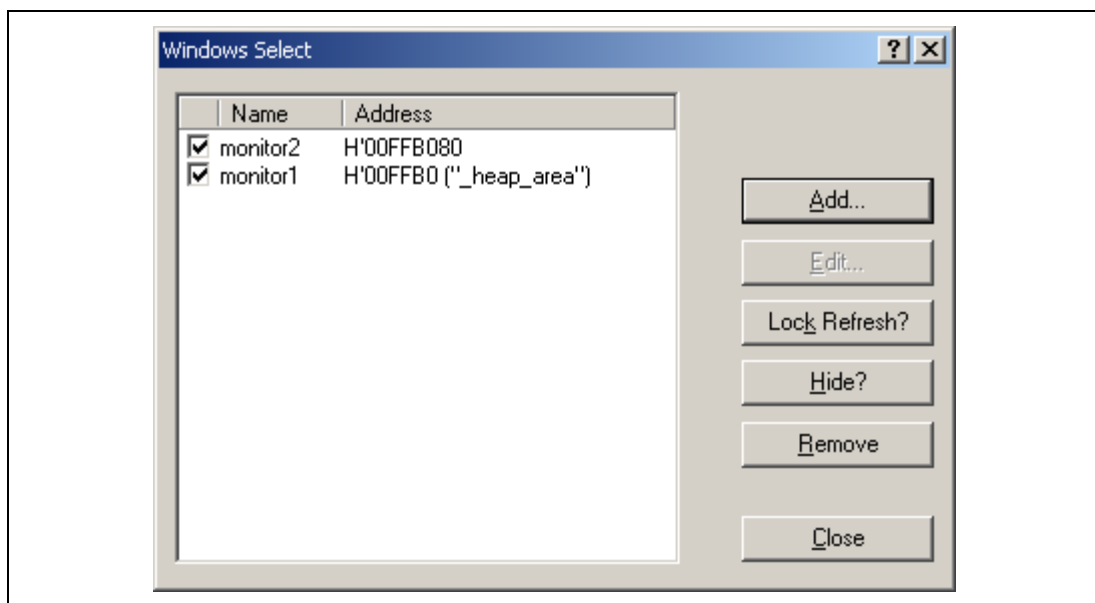 Windows Select
Name Address
monitor2 H'00FFB080
monitor1 H'00FFB0 ("_heap_area")
Add...
Edit...
Lock Refresh?
Hide?
Remove
Close